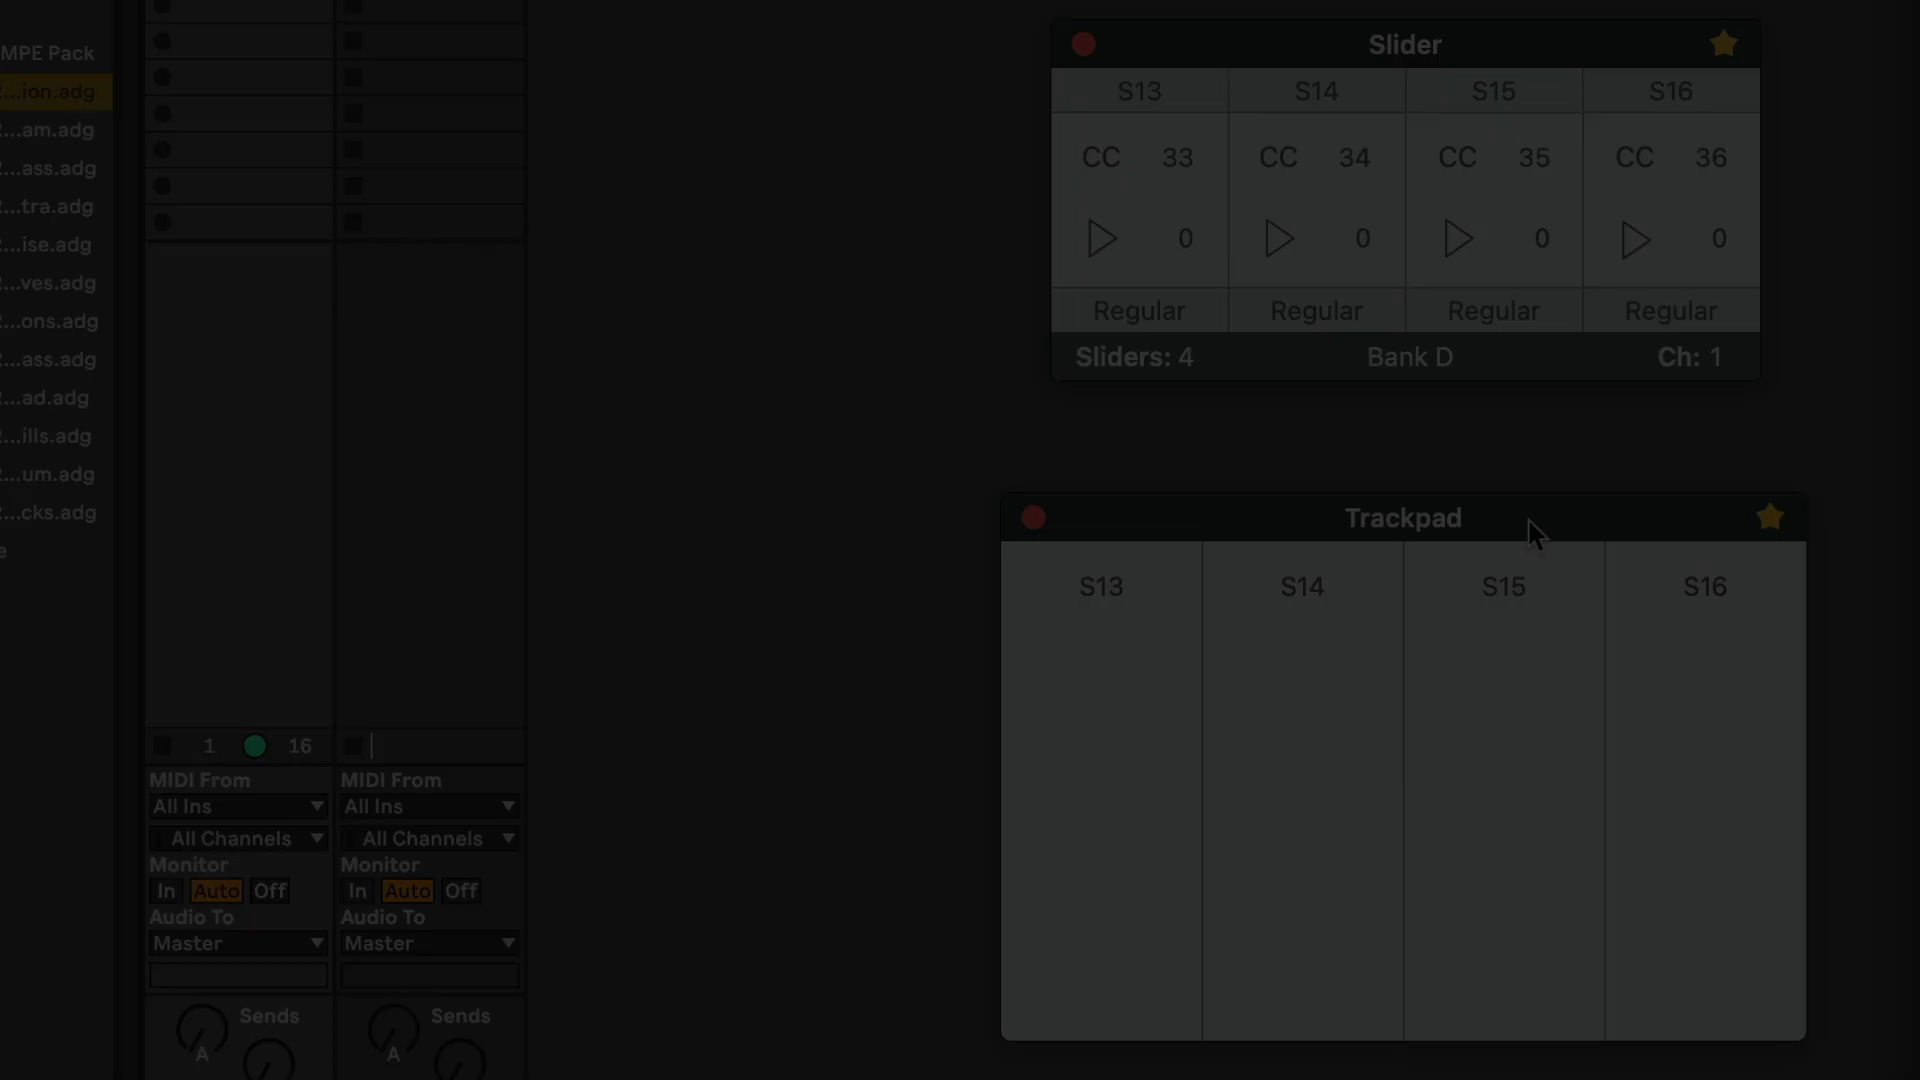 MPE Pack
...ion.adg
...am.adg
...ass.adg
...tra.adg
...ise.adg
...ves.adg
...ons.adg
...ass.adg
...ad.adg
...ills.adg
...um.adg
...cks.adg
e
1 16
MIDI From MIDI From
All Ins All Ins
All Channels All Channels
Monitor Monitor
In Auto Off In Auto Off
Audio To Audio To
Master Master
Sends Sends
A A
Slider
S13 S14 S15 S16
CC 33 CC 34 CC 35 CC 36
0 0 0 0
Regular Regular Regular Regular
Sliders: 4 Bank D Ch: 1
Trackpad
S13 S14 S15 S16